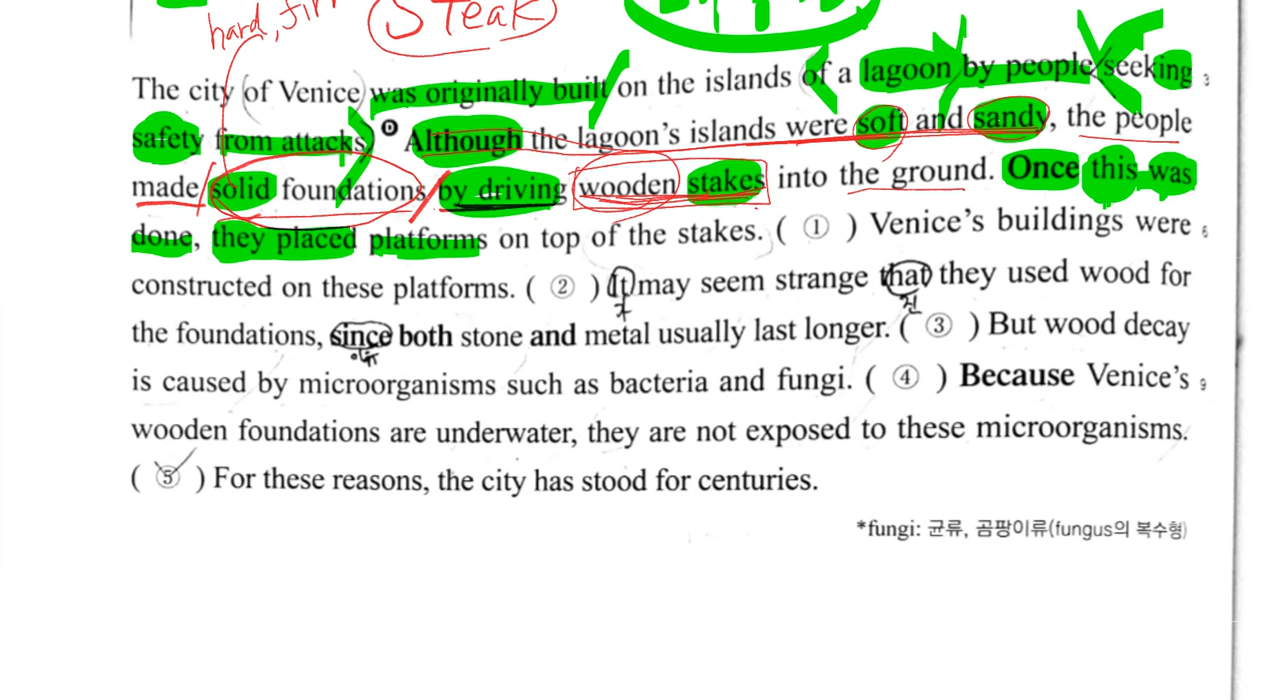 hard, fir
STeak
The city (of Venice) was originally built on the islands of a lagoon by people seeking 3
safety from attacks. ① Although the lagoon's islands were soft and sandy, the people
made solid foundations by driving wooden stakes into the ground. Once this was
done, they placed platforms on top of the stakes. ( ① ) Venice's buildings were 6
constructed on these platforms. ( ② ) It may seem strange that they used wood for
the foundations, since both stone and metal usually last longer. ( ③ ) But wood decay
is caused by microorganisms such as bacteria and fungi. ( ④ ) Because Venice's 9
wooden foundations are underwater, they are not exposed to these microorganisms.
( ⑤ ) For these reasons, the city has stood for centuries.
*fungi: 균류, 곰팡이류(fungus의 복수형)